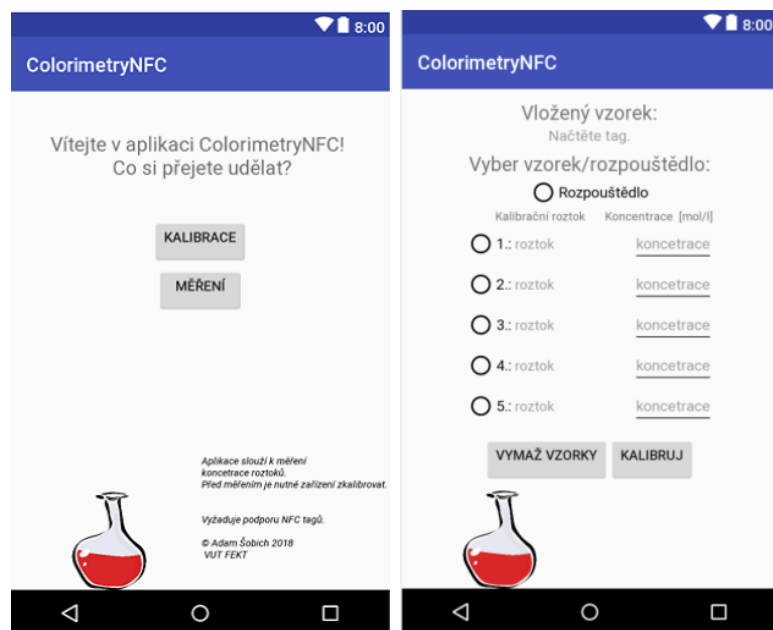 8:00
ColorimetryNFC
Vítejte v aplikaci ColorimetryNFC!
Co si přejete udělat?
KALIBRACE
MĚŘENÍ
Aplikace slouží k měření
koncetrace roztoků.
Před měřením je nutné zařízení zkalibrovat.
Vyžaduje podporu NFC tagů.
© Adam Šobich 2018
VUT FEKT
8:00
ColorimetryNFC
Vložený vzorek:
Načtěte tag.
Vyber vzorek/rozpouštědlo:
Rozpouštědlo
Kalibrační roztok Koncentrace [mol/l]
1.: roztok koncetrace
2.: roztok koncetrace
3.: roztok koncetrace
4.: roztok koncetrace
5.: roztok koncetrace
VYMAŽ VZORKY KALIBRUJ